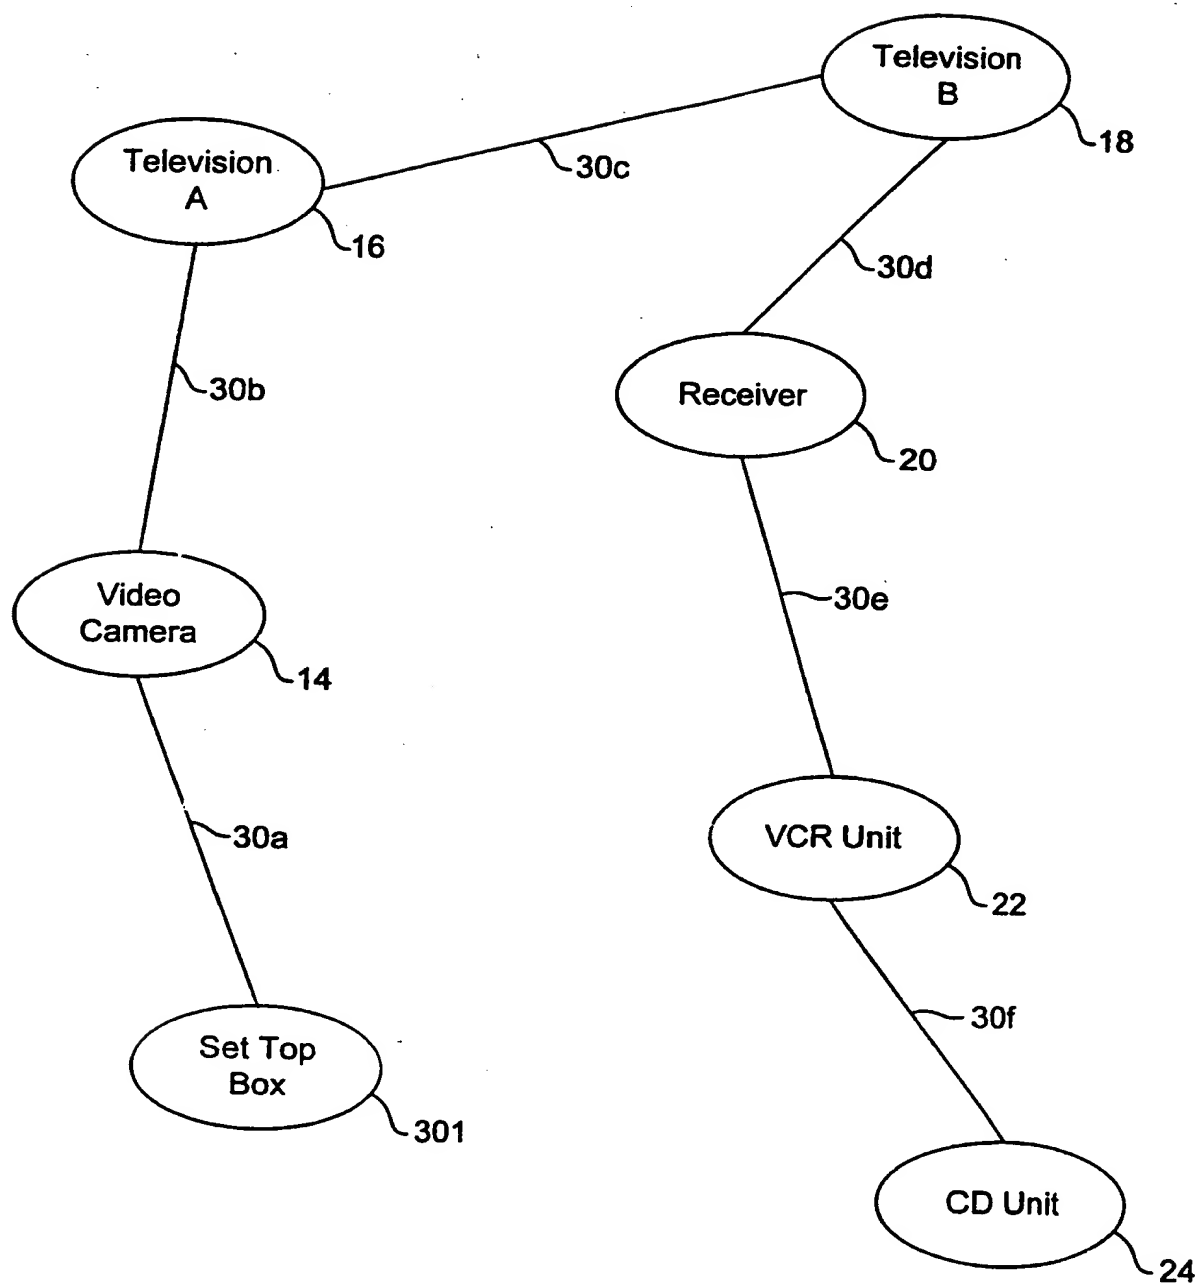 Television
B
18
30c
Television
A
16
30d
30b
Receiver
20
Video
Camera
14
30e
30a
VCR Unit
22
30f
Set Top
Box
301
CD Unit
24